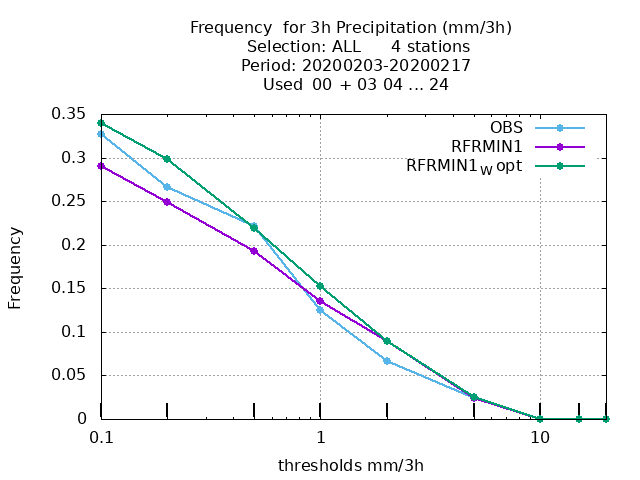 Frequency  for 3h Precipitation (mm/3h)
Selection: ALL      4 stations
Period: 20200203-20200217
Used  00  + 03 04 ... 24
0.35
0.3
0.25
0.2
0.15
0.1
0.05
0
Frequency
OBS
RFRMIN1
RFRMIN1W opt
0.1
1
10
thresholds mm/3h